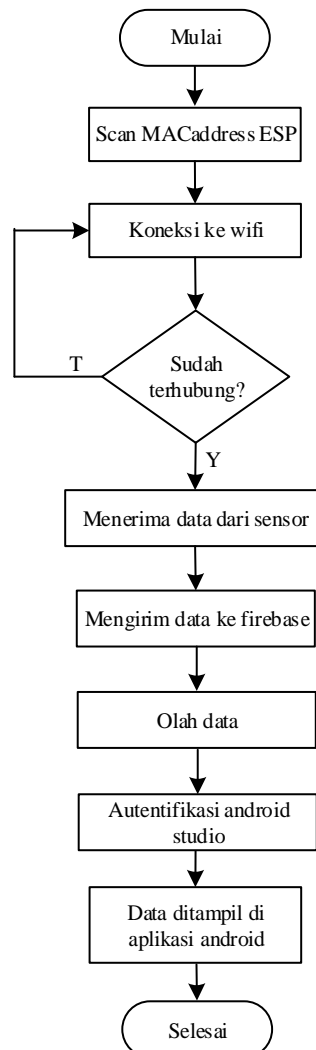 Mulai
Scan MACaddress ESP
Koneksi ke wifi
Sudah
terhubung?
T
Y
Menerima data dari sensor
Mengirim data ke firebase
Olah data
Autentifikasi android
studio
Data ditampil di
aplikasi android
Selesai